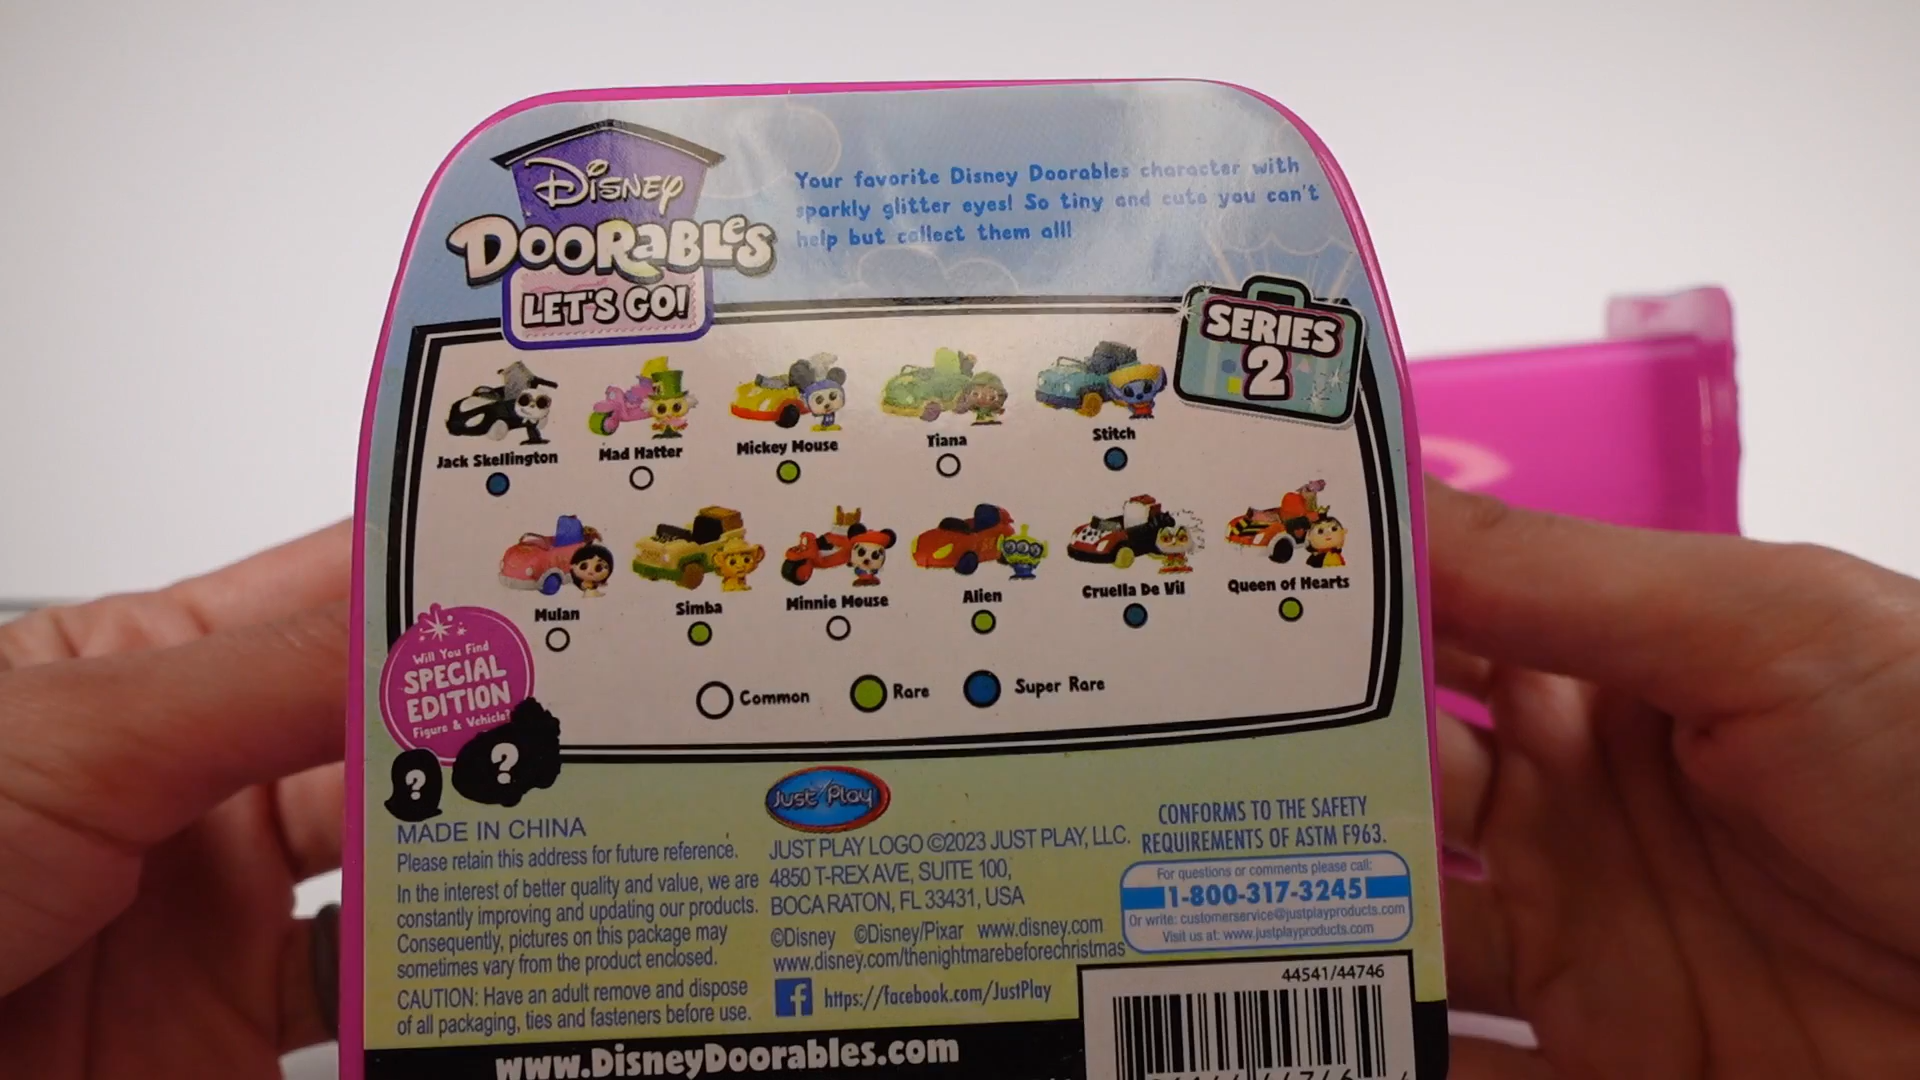 Disney
DOORABLES
LET'S GO!
Your favorite Disney Doorables character with
sparkly glitter eyes! So tiny and cute you can't
help but collect them all!
SERIES
2
Jack Skellington
Mad Hatter
Mickey Mouse
Tiana
Stitch
Mulan
Simba
Minnie Mouse
Alien
Cruella De Vil
Queen of Hearts
Common
Rare
Super Rare
Will You Find
SPECIAL
EDITION
Figure & Vehicle?
?
?
MADE IN CHINA
Please retain this address for future reference.
In the interest of better quality and value, we are
constantly improving and updating our products.
Consequently, pictures on this package may
sometimes vary from the product enclosed.
CAUTION: Have an adult remove and dispose
of all packaging, ties and fasteners before use.
Just Play
JUST PLAY LOGO ©2023 JUST PLAY, LLC.
4850 T-REX AVE, SUITE 100,
BOCA RATON, FL 33431, USA
©Disney ©Disney/Pixar www.disney.com
www.disney.com/thenightmarebeforechristmas
f https://facebook.com/JustPlay
CONFORMS TO THE SAFETY
REQUIREMENTS OF ASTM F963.
For questions or comments please call:
1-800-317-3245
Or write: customerservice@justplayproducts.com
Visit us at: www.justplayproducts.com
44541/44746
www.DisneyDoorables.com